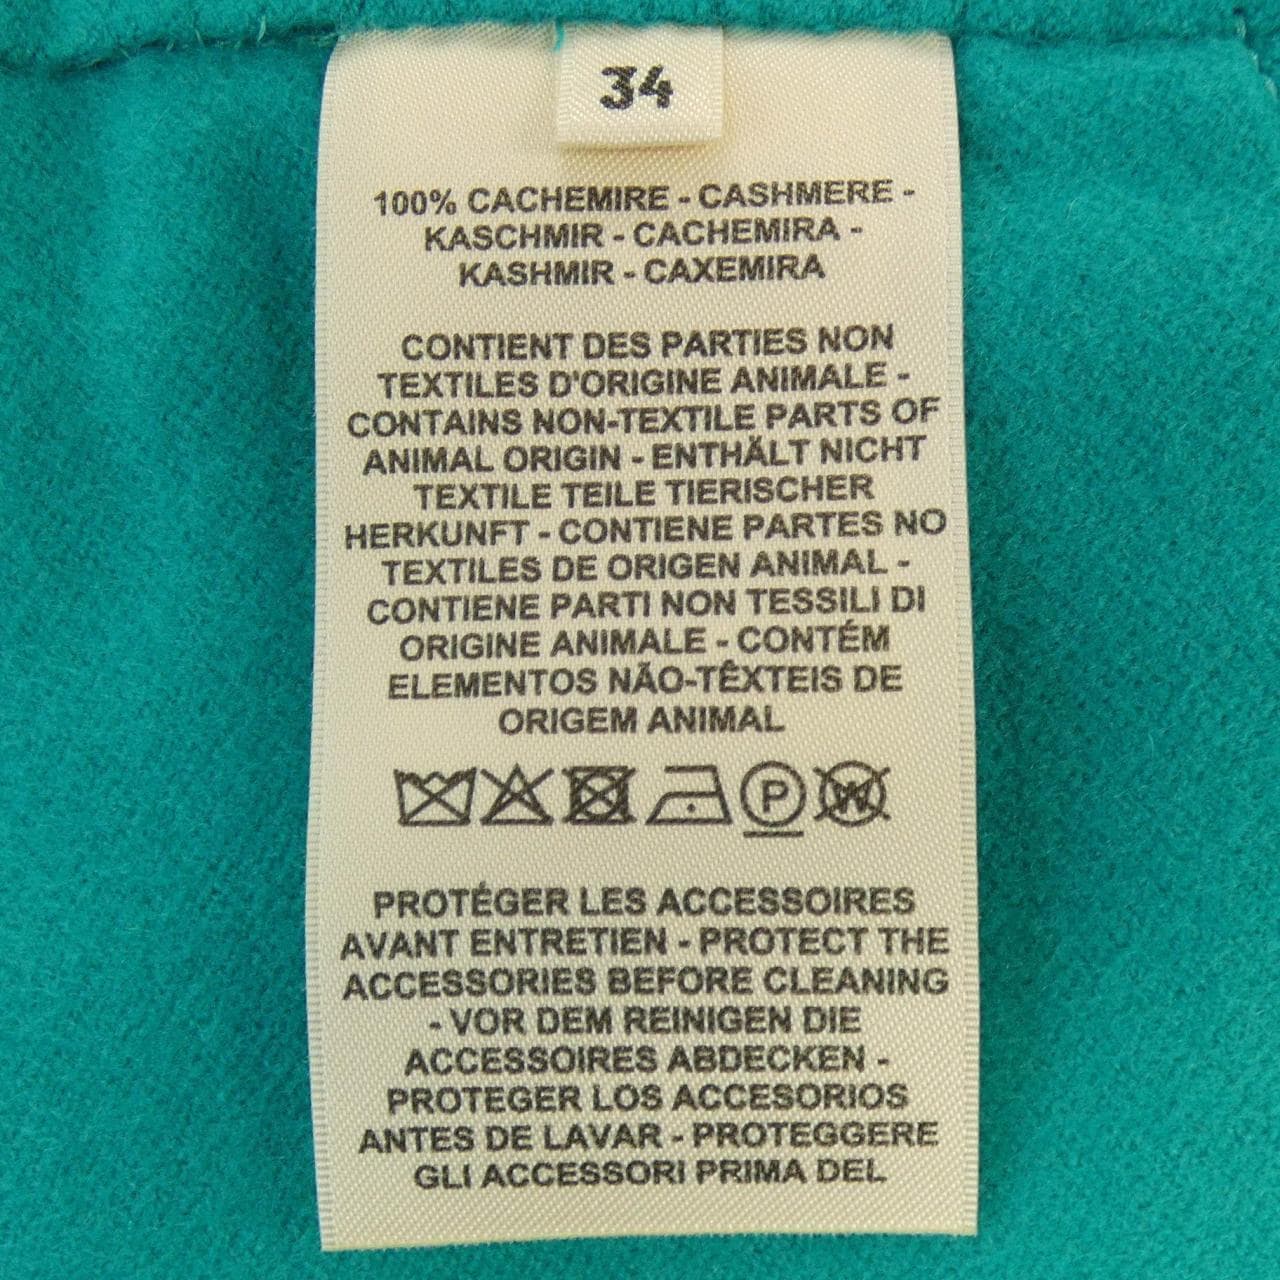 34
100% CACHEMIRE - CASHMERE -
KASCHMIR - CACHEMIRA -
KASHMIR - CAXEMIRA
CONTIENT DES PARTIES NON
TEXTILES D'ORIGINE ANIMALE -
CONTAINS NON-TEXTILE PARTS OF
ANIMAL ORIGIN - ENTHÄLT NICHT
TEXTILE TEILE TIERISCHER
HERKUNFT - CONTIENE PARTES NO
TEXTILES DE ORIGEN ANIMAL -
CONTIENE PARTI NON TESSILI DI
ORIGINE ANIMALE - CONTÉM
ELEMENTOS NÃO-TÊXTEIS DE
ORIGEM ANIMAL
P W
PROTÉGER LES ACCESSOIRES
AVANT ENTRETIEN - PROTECT THE
ACCESSORIES BEFORE CLEANING
- VOR DEM REINIGEN DIE
ACCESSOIRES ABDECKEN -
PROTEGER LOS ACCESORIOS
ANTES DE LAVAR - PROTEGGERE
GLI ACCESSORI PRIMA DEL